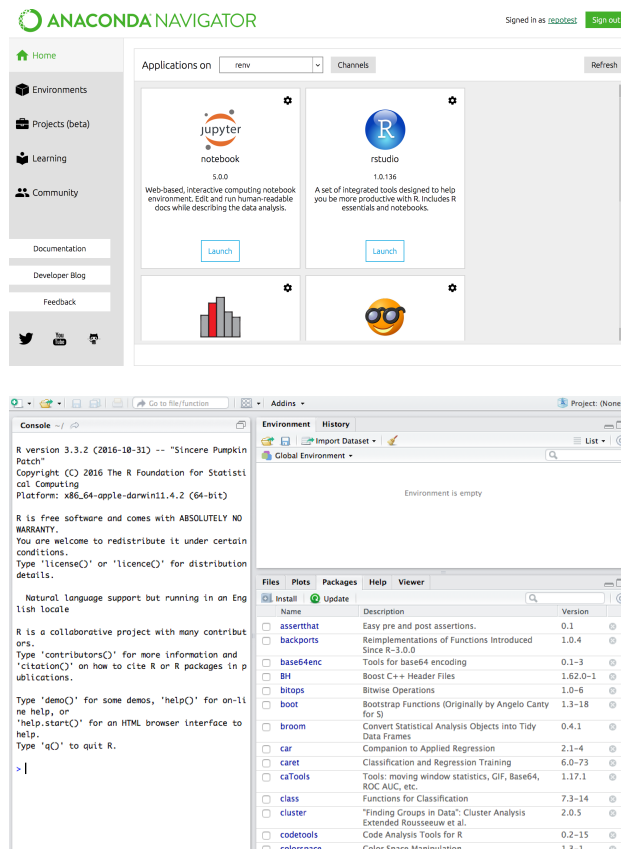 ANACONDA NAVIGATOR
Signed in as repotest
Sign out
Home
Applications on renv Channels Refresh
Environments
Projects (beta)
Learning
Community
Documentation
Developer Blog
Feedback
You Tube
jupyter
notebook
5.0.0
Web-based, interactive computing notebook
environment. Edit and run human-readable
docs while describing the data analysis.
Launch
R
rstudio
1.0.136
A set of integrated tools designed to help
you be more productive with R. Includes R
essentials and notebooks.
Launch
Go to file/function Addins Project: (None
Console ~/
R version 3.3.2 (2016-10-31) -- "Sincere Pumpkin
Patch"
Copyright (C) 2016 The R Foundation for Statisti
cal Computing
Platform: x86_64-apple-darwin11.4.2 (64-bit)
R is free software and comes with ABSOLUTELY NO
WARRANTY.
You are welcome to redistribute it under certain
conditions.
Type 'license()' or 'licence()' for distribution
details.
Natural language support but running in an Eng
lish locale
R is a collaborative project with many contribut
ors.
Type 'contributors()' for more information and
'citation()' on how to cite R or R packages in p
ublications.
Type 'demo()' for some demos, 'help()' for on-li
ne help, or
'help.start()' for an HTML browser interface to
help.
Type 'q()' to quit R.
>
Environment History
Import Dataset List
Global Environment
Environment is empty
Files Plots Packages Help Viewer
Install Update
Name Description Version
assertthat Easy pre and post assertions. 0.1
backports Reimplementations of Functions Introduced 1.0.4
Since R-3.0.0
base64enc Tools for base64 encoding 0.1-3
BH Boost C++ Header Files 1.62.0-1
bitops Bitwise Operations 1.0-6
boot Bootstrap Functions (Originally by Angelo Canty 1.3-18
for S)
broom Convert Statistical Analysis Objects into Tidy 0.4.1
Data Frames
car Companion to Applied Regression 2.1-4
caret Classification and Regression Training 6.0-73
caTools Tools: moving window statistics, GIF, Base64, 1.17.1
ROC AUC, etc.
class Functions for Classification 7.3-14
cluster "Finding Groups in Data": Cluster Analysis 2.0.5
Extended Rousseeuw et al.
codetools Code Analysis Tools for R 0.2-15
colorspace Color Space Manipulation 1.3-1